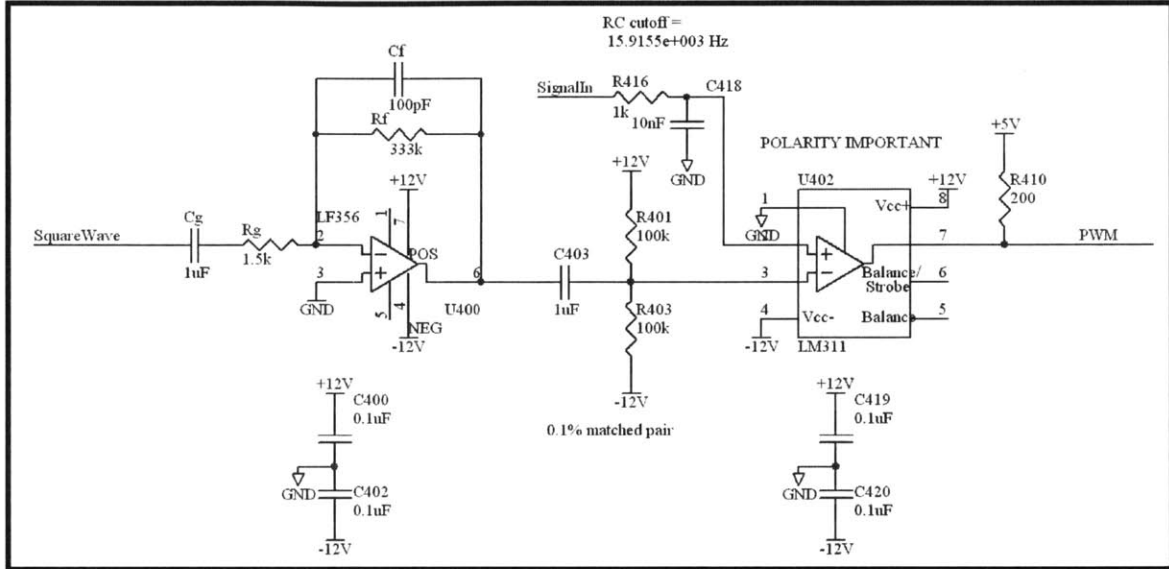 RC cutoff =
15.9155e+003 Hz
Cf
100pF
Rf
333k
SignalIn
R416
1k
C418
10nF
GND
POLARITY IMPORTANT
+12V
LF356
1
7
2
POS
3
GND
6
5
4
NEG
-12V
U400
SquareWave
Cg
1uF
Rg
1.5k
C403
1uF
+12V
R401
100k
R403
100k
-12V
0.1% matched pair
U402
1
GND
Vcc+
+12V
8
3
7
Balance/
Strobe
6
4
Vcc-
Balance
5
-12V
LM311
+5V
R410
200
PWM
+12V
C400
0.1uF
GND
C402
0.1uF
-12V
+12V
C419
0.1uF
GND
C420
0.1uF
-12V